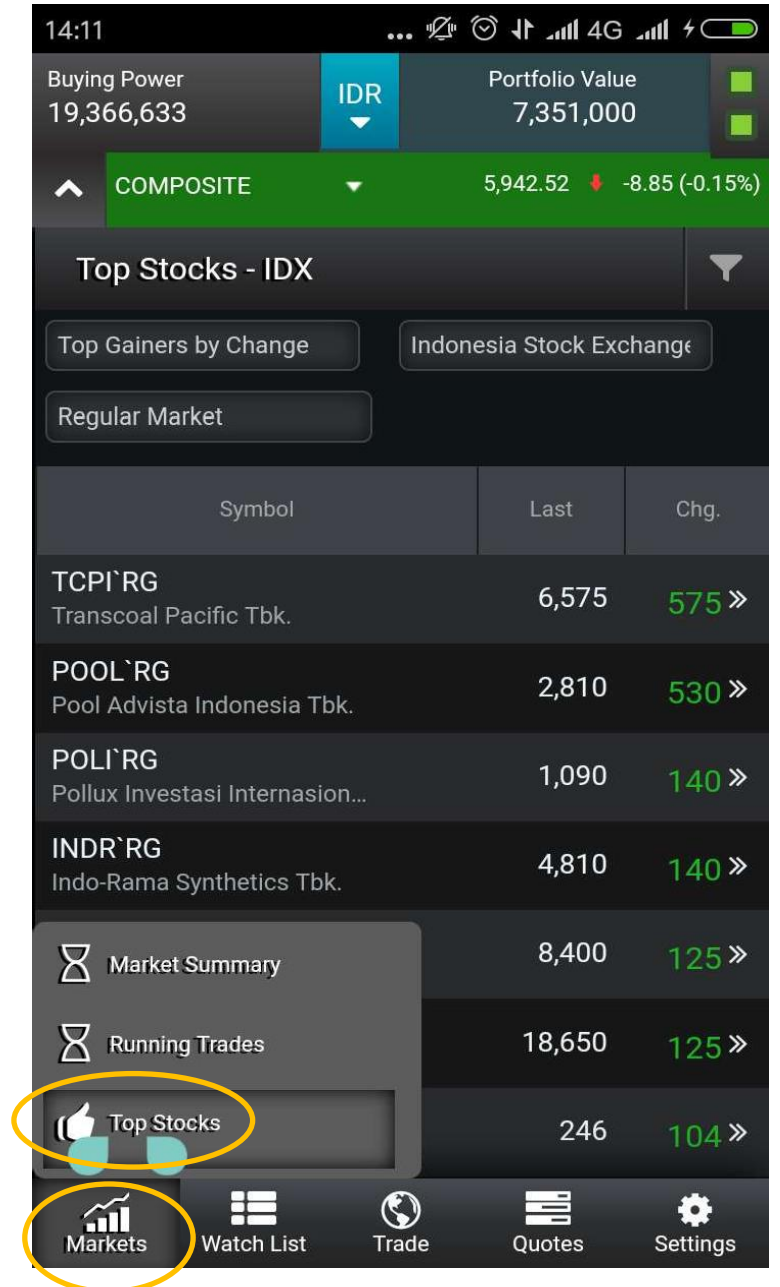 14:11 ... 4G
Buying Power
19,366,633
IDR
Portfolio Value
7,351,000
COMPOSITE 5,942.52 -8.85 (-0.15%)
Top Stocks - IDX
Top Gainers by Change
Indonesia Stock Exchange
Regular Market
Symbol Last Chg.
TCPI`RG
Transcoal Pacific Tbk.
6,575 575 »
POOL`RG
Pool Advista Indonesia Tbk.
2,810 530 »
POLI`RG
Pollux Investasi Internasion...
1,090 140 »
INDR`RG
Indo-Rama Synthetics Tbk.
4,810 140 »
8,400 125 »
18,650 125 »
246 104 »
Market Summary
Running Trades
Top Stocks
Markets Watch List Trade Quotes Settings